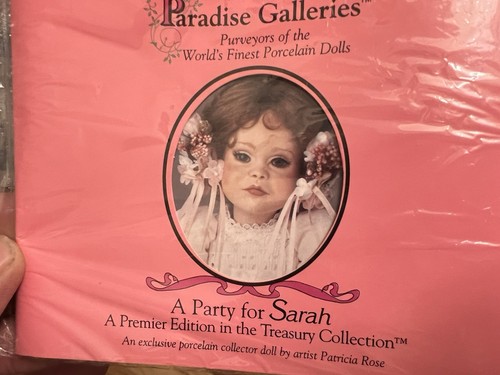 Paradise Galleries™
Purveyors of the
World's Finest Porcelain Dolls
A Party for Sarah
A Premier Edition in the Treasury Collection™
An exclusive porcelain collector doll by artist Patricia Rose